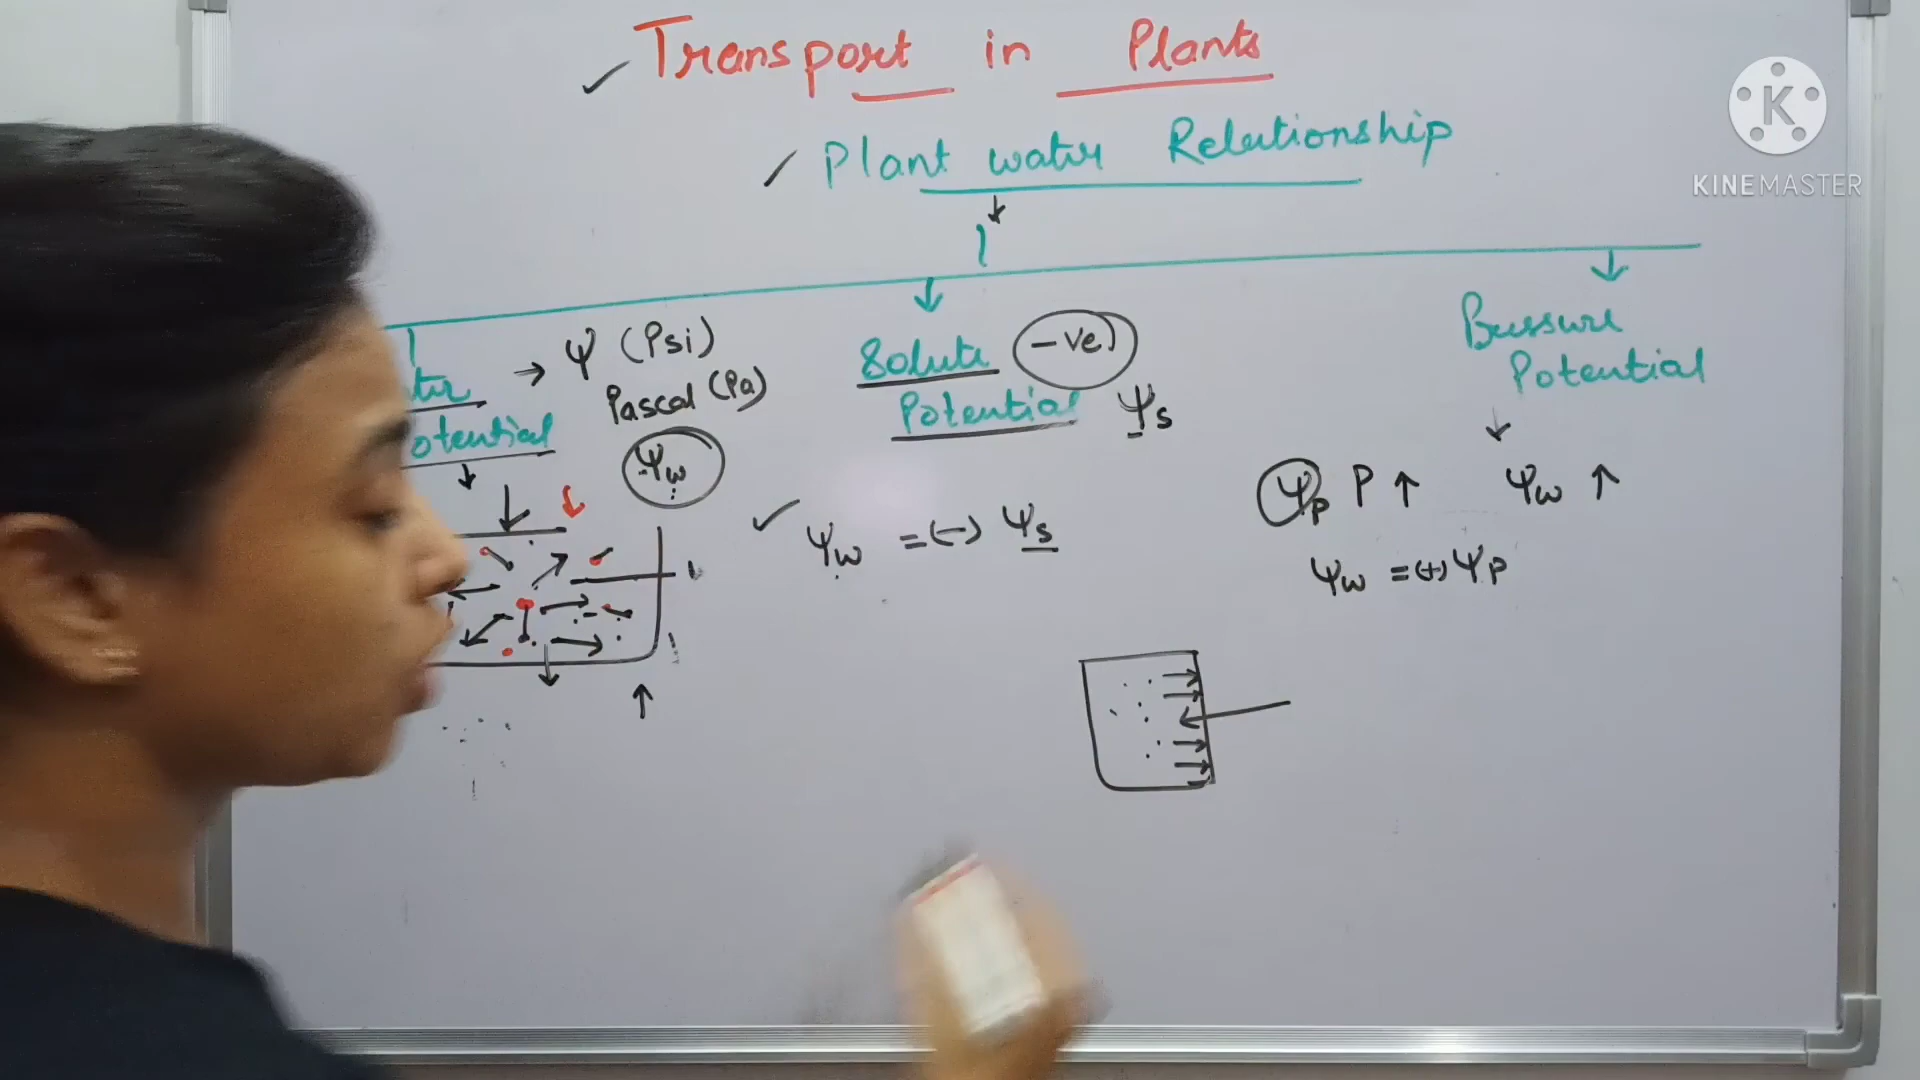 Transport in Plants
KINEMASTER
Plant water Relationship
ψ (Psi)
Pascal (Pa)
otential
ψw
Solute -ve
Potential ψs
ψw = (-) ψs
Pressure
Potential
ψp P ↑ ψw ↑
ψw = (+) ψp